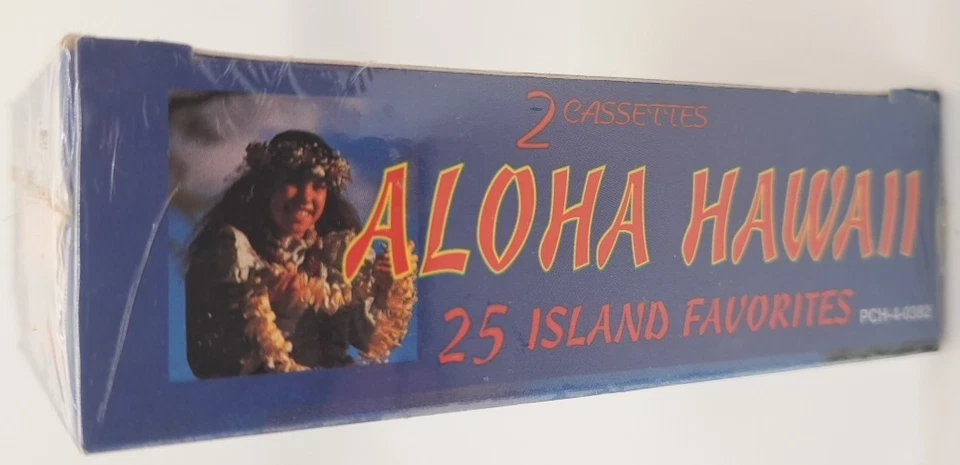 2 CASSETTES
ALOHA HAWAII
25 ISLAND FAVORITES
PCH-4-0382